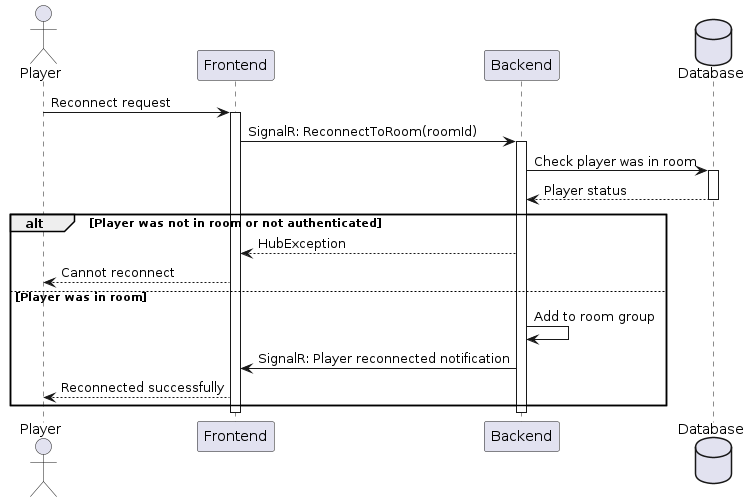 Player
Frontend
Backend
Database
Reconnect request
SignalR: ReconnectToRoom(roomId)
Check player was in room
Player status
alt [Player was not in room or not authenticated]
HubException
Cannot reconnect
[Player was in room]
Add to room group
SignalR: Player reconnected notification
Reconnected successfully
Player
Frontend
Backend
Database